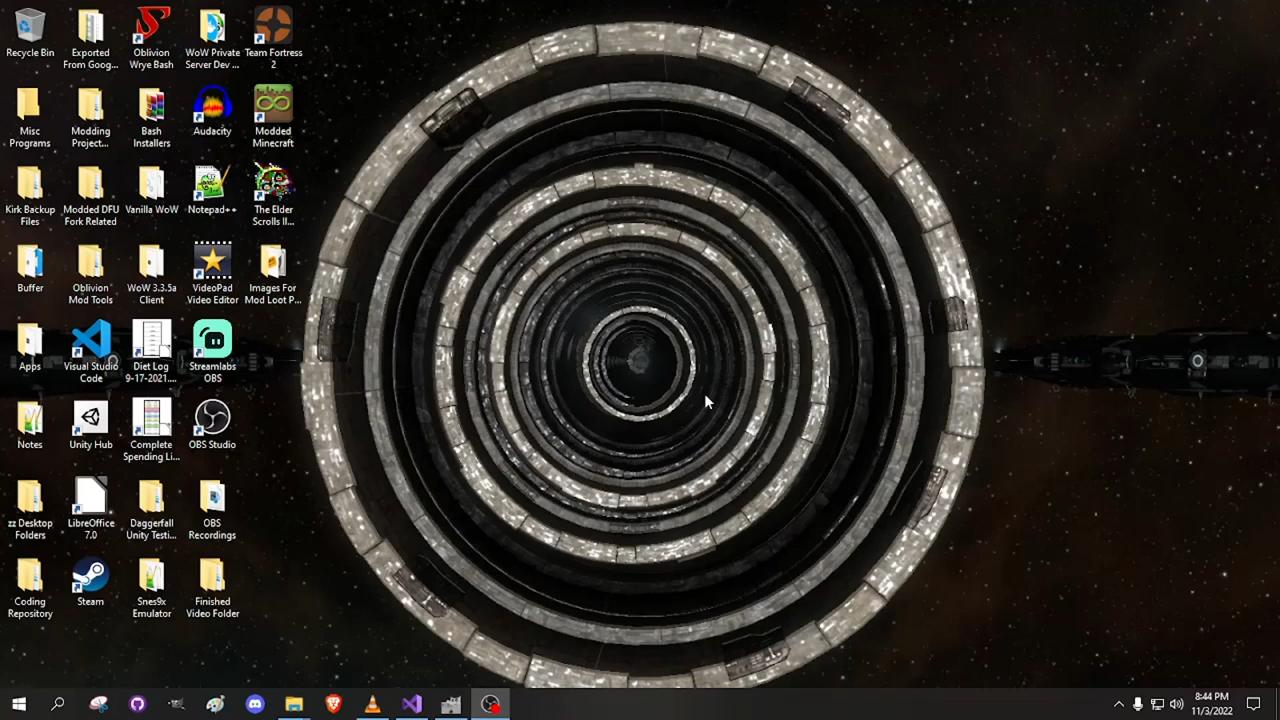 Recycle Bin
Exported
From Goog...
Oblivion
Wrye Bash
WoW Private
Server Dev ...
Team Fortress
2
Misc
Programs
Modding
Project...
Bash
Installers
Audacity
Modded
Minecraft
Kirk Backup
Files
Modded DFU
Fork Related
Vanilla WoW
Notepad++
The Elder
Scrolls II...
Buffer
Oblivion
Mod Tools
WoW 3.3.5a
Client
VideoPad
Video Editor
Images For
Mod Loot P...
Apps
Visual Studio
Code
Diet Log
9-17-2021....
Streamlabs
OBS
Notes
Unity Hub
Complete
Spending Li...
OBS Studio
zz Desktop
Folders
LibreOffice
7.0
Daggerfall
Unity Testi...
OBS
Recordings
Coding
Repository
Steam
Snes9x
Emulator
Finished
Video Folder
8:44 PM
11/3/2022